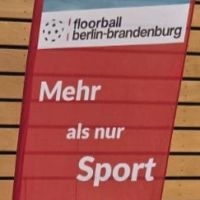 floorball
berlin-brandenburg
Mehr
als nur
Sport